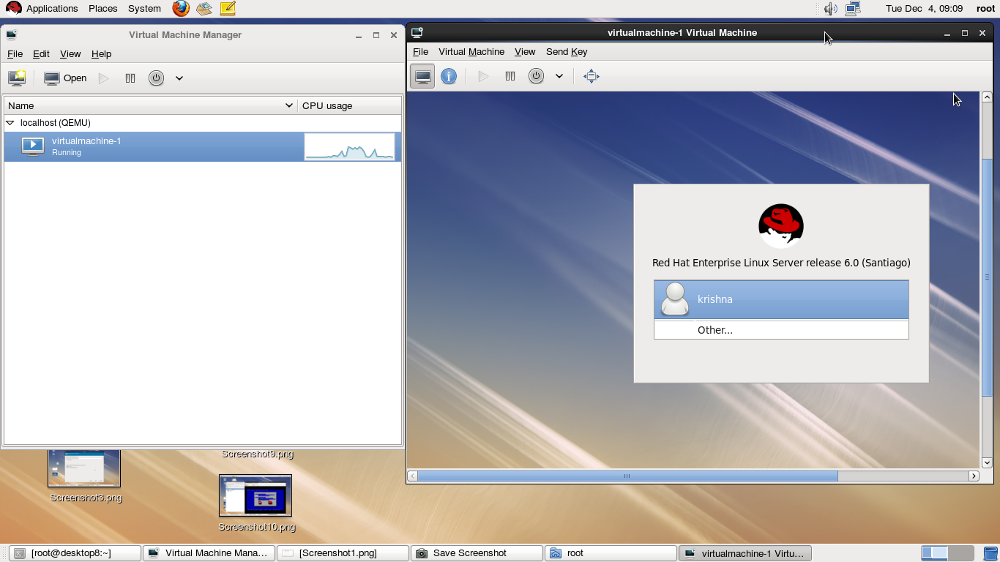 Applications Places System
Tue Dec 4, 09:09 root
Virtual Machine Manager
File Edit View Help
Open
Name CPU usage
localhost (QEMU)
virtualmachine-1
Running
virtualmachine-1 Virtual Machine
File Virtual Machine View Send Key
Red Hat Enterprise Linux Server release 6.0 (Santiago)
krishna
Other...
Screenshot9.png
Screenshot3.png
Screenshot10.png
[root@desktop8:~] Virtual Machine Mana... [Screenshot1.png] Save Screenshot root virtualmachine-1 Virtu...